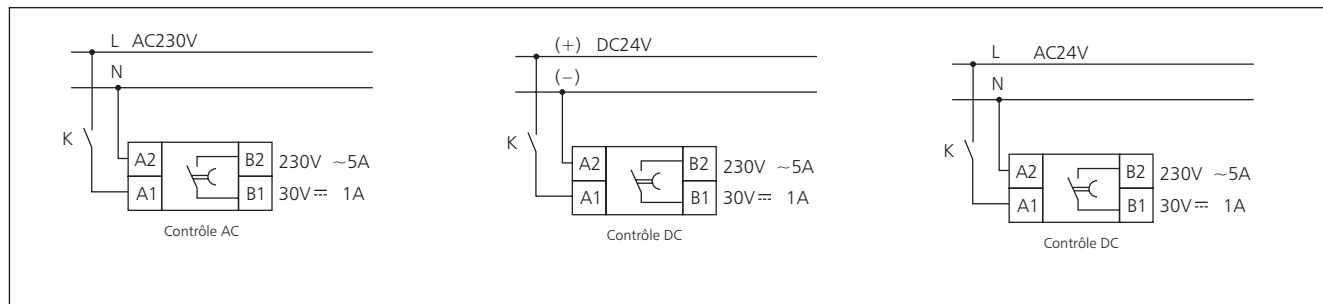 L AC230V
N
K
A2
B2
230V ~5A
A1
B1
30V⎓ 1A
Contrôle AC
(+) DC24V
(−)
K
A2
B2
230V ~5A
A1
B1
30V⎓ 1A
Contrôle DC
L AC24V
N
K
A2
B2
230V ~5A
A1
B1
30V⎓ 1A
Contrôle DC